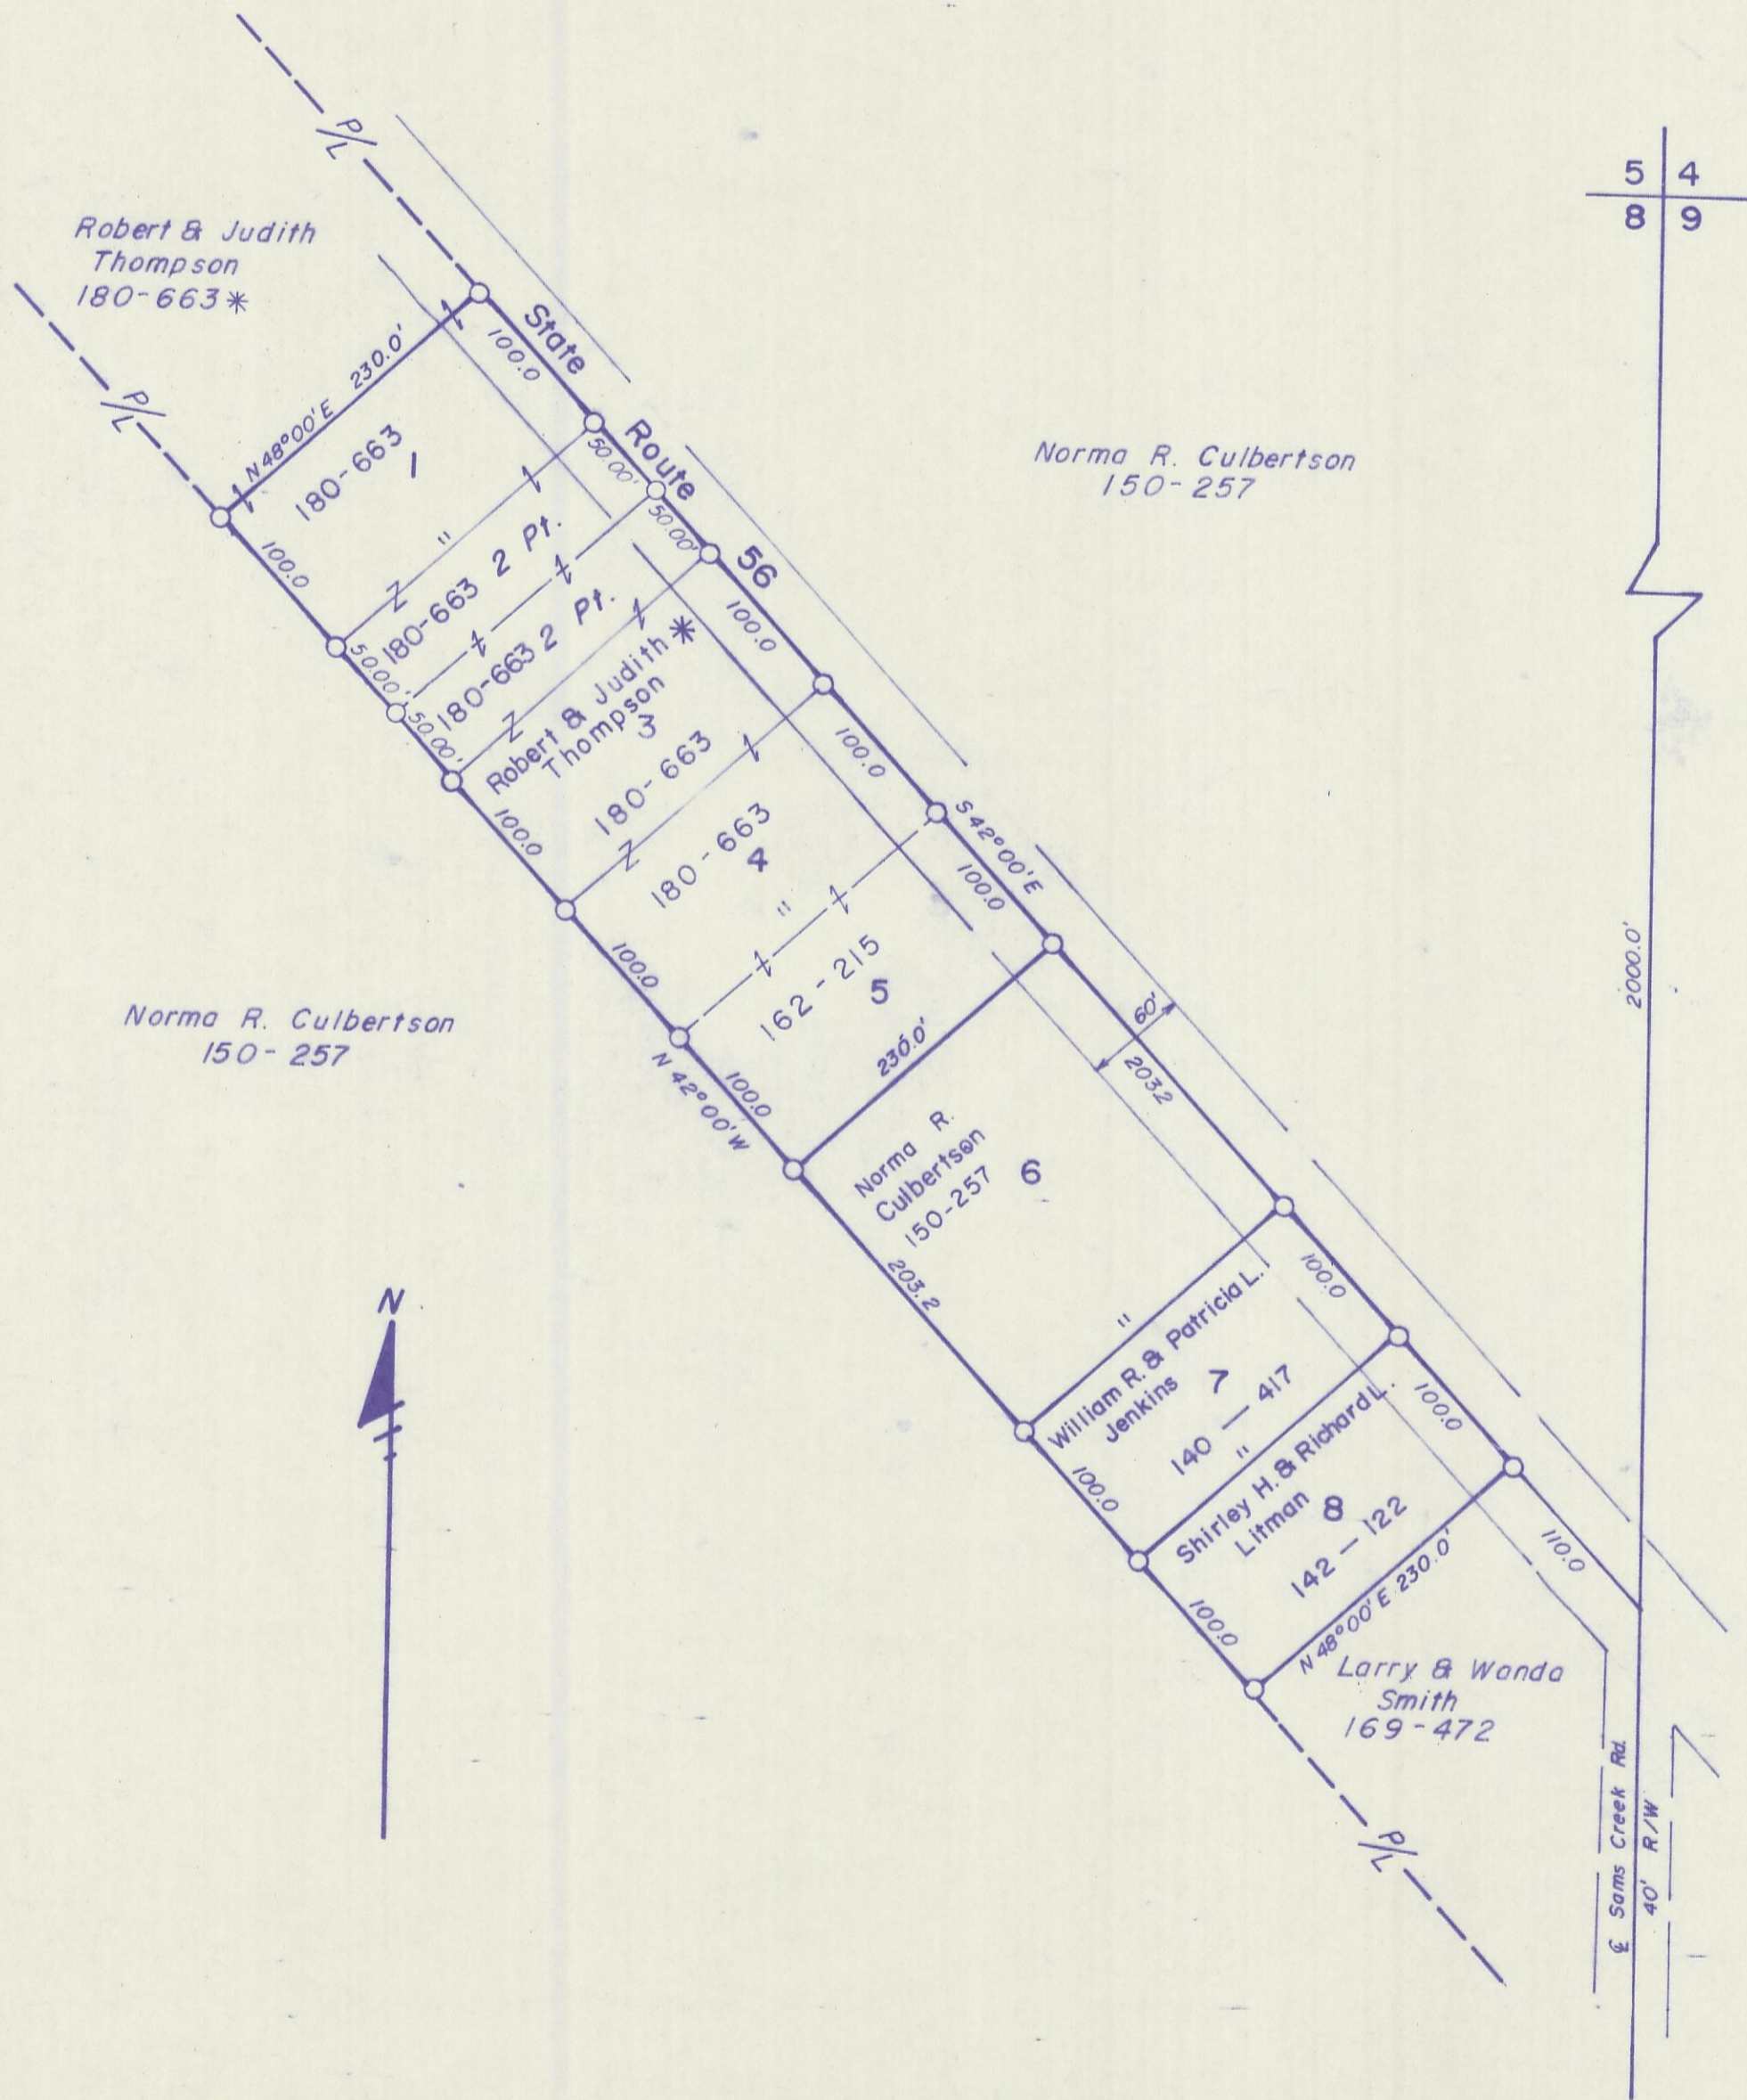 P/L
5 4
8 9
Robert & Judith
Thompson
180-663*
State Route 56
P/L
N 48°00' E 230.0'
100.0
50.00'
50.00'
100.0
100.0
S 42°00' E
100.0
60'
203.2
100.0
100.0
110.0
Norma R. Culbertson
150-257
2000.0'
180-663
1
100.0
"
180-663 2 Pt.
50.00'
180-663 2 Pt.
50.00'
Robert & Judith *
Thompson
3
180-663
100.0
180-663
4
"
100.0
162-215
5
100.0
N 42°00' W
230.0'
Norma R. Culbertson
150-257
Norma R.
Culbertson
150-257
6
203.2
N
"
William R. & Patricia L.
Jenkins
7
140 — 417
"
100.0
Shirley H. & Richard L.
Litman
8
142 — 122
100.0
N 48°00' E 230.0'
Larry & Wanda
Smith
169-472
P/L
℄ Sams Creek Rd.
40' R/W